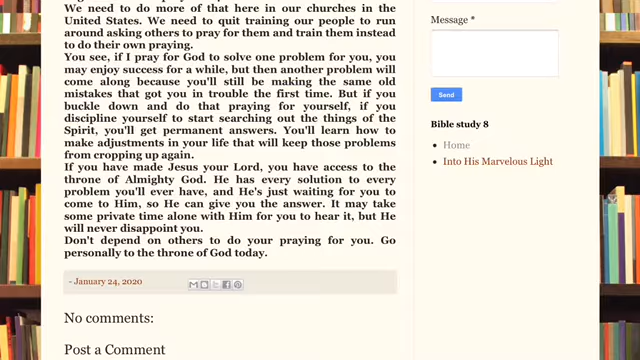 We need to do more of that here in our churches in the
United States. We need to quit training our people to run
around asking others to pray for them and train them instead
to do their own praying.
You see, if I pray for God to solve one problem for you, you
may enjoy success for a while, but then another problem will
come along because you'll still be making the same old
mistakes that got you in trouble the first time. But if you
buckle down and do that praying for yourself, if you
discipline yourself to start searching out the things of the
Spirit, you'll get permanent answers. You'll learn how to
make adjustments in your life that will keep those problems
from cropping up again.
If you have made Jesus your Lord, you have access to the
throne of Almighty God. He has every solution to every
problem you'll ever have, and He's just waiting for you to
come to Him, so He can give you the answer. It may take
some private time alone with Him for you to hear it, but He
will never disappoint you.
Don't depend on others to do your praying for you. Go
personally to the throne of God today.
- January 24, 2020
No comments:
Post a Comment
Message *
Send
Bible study 8
Home
Into His Marvelous Light